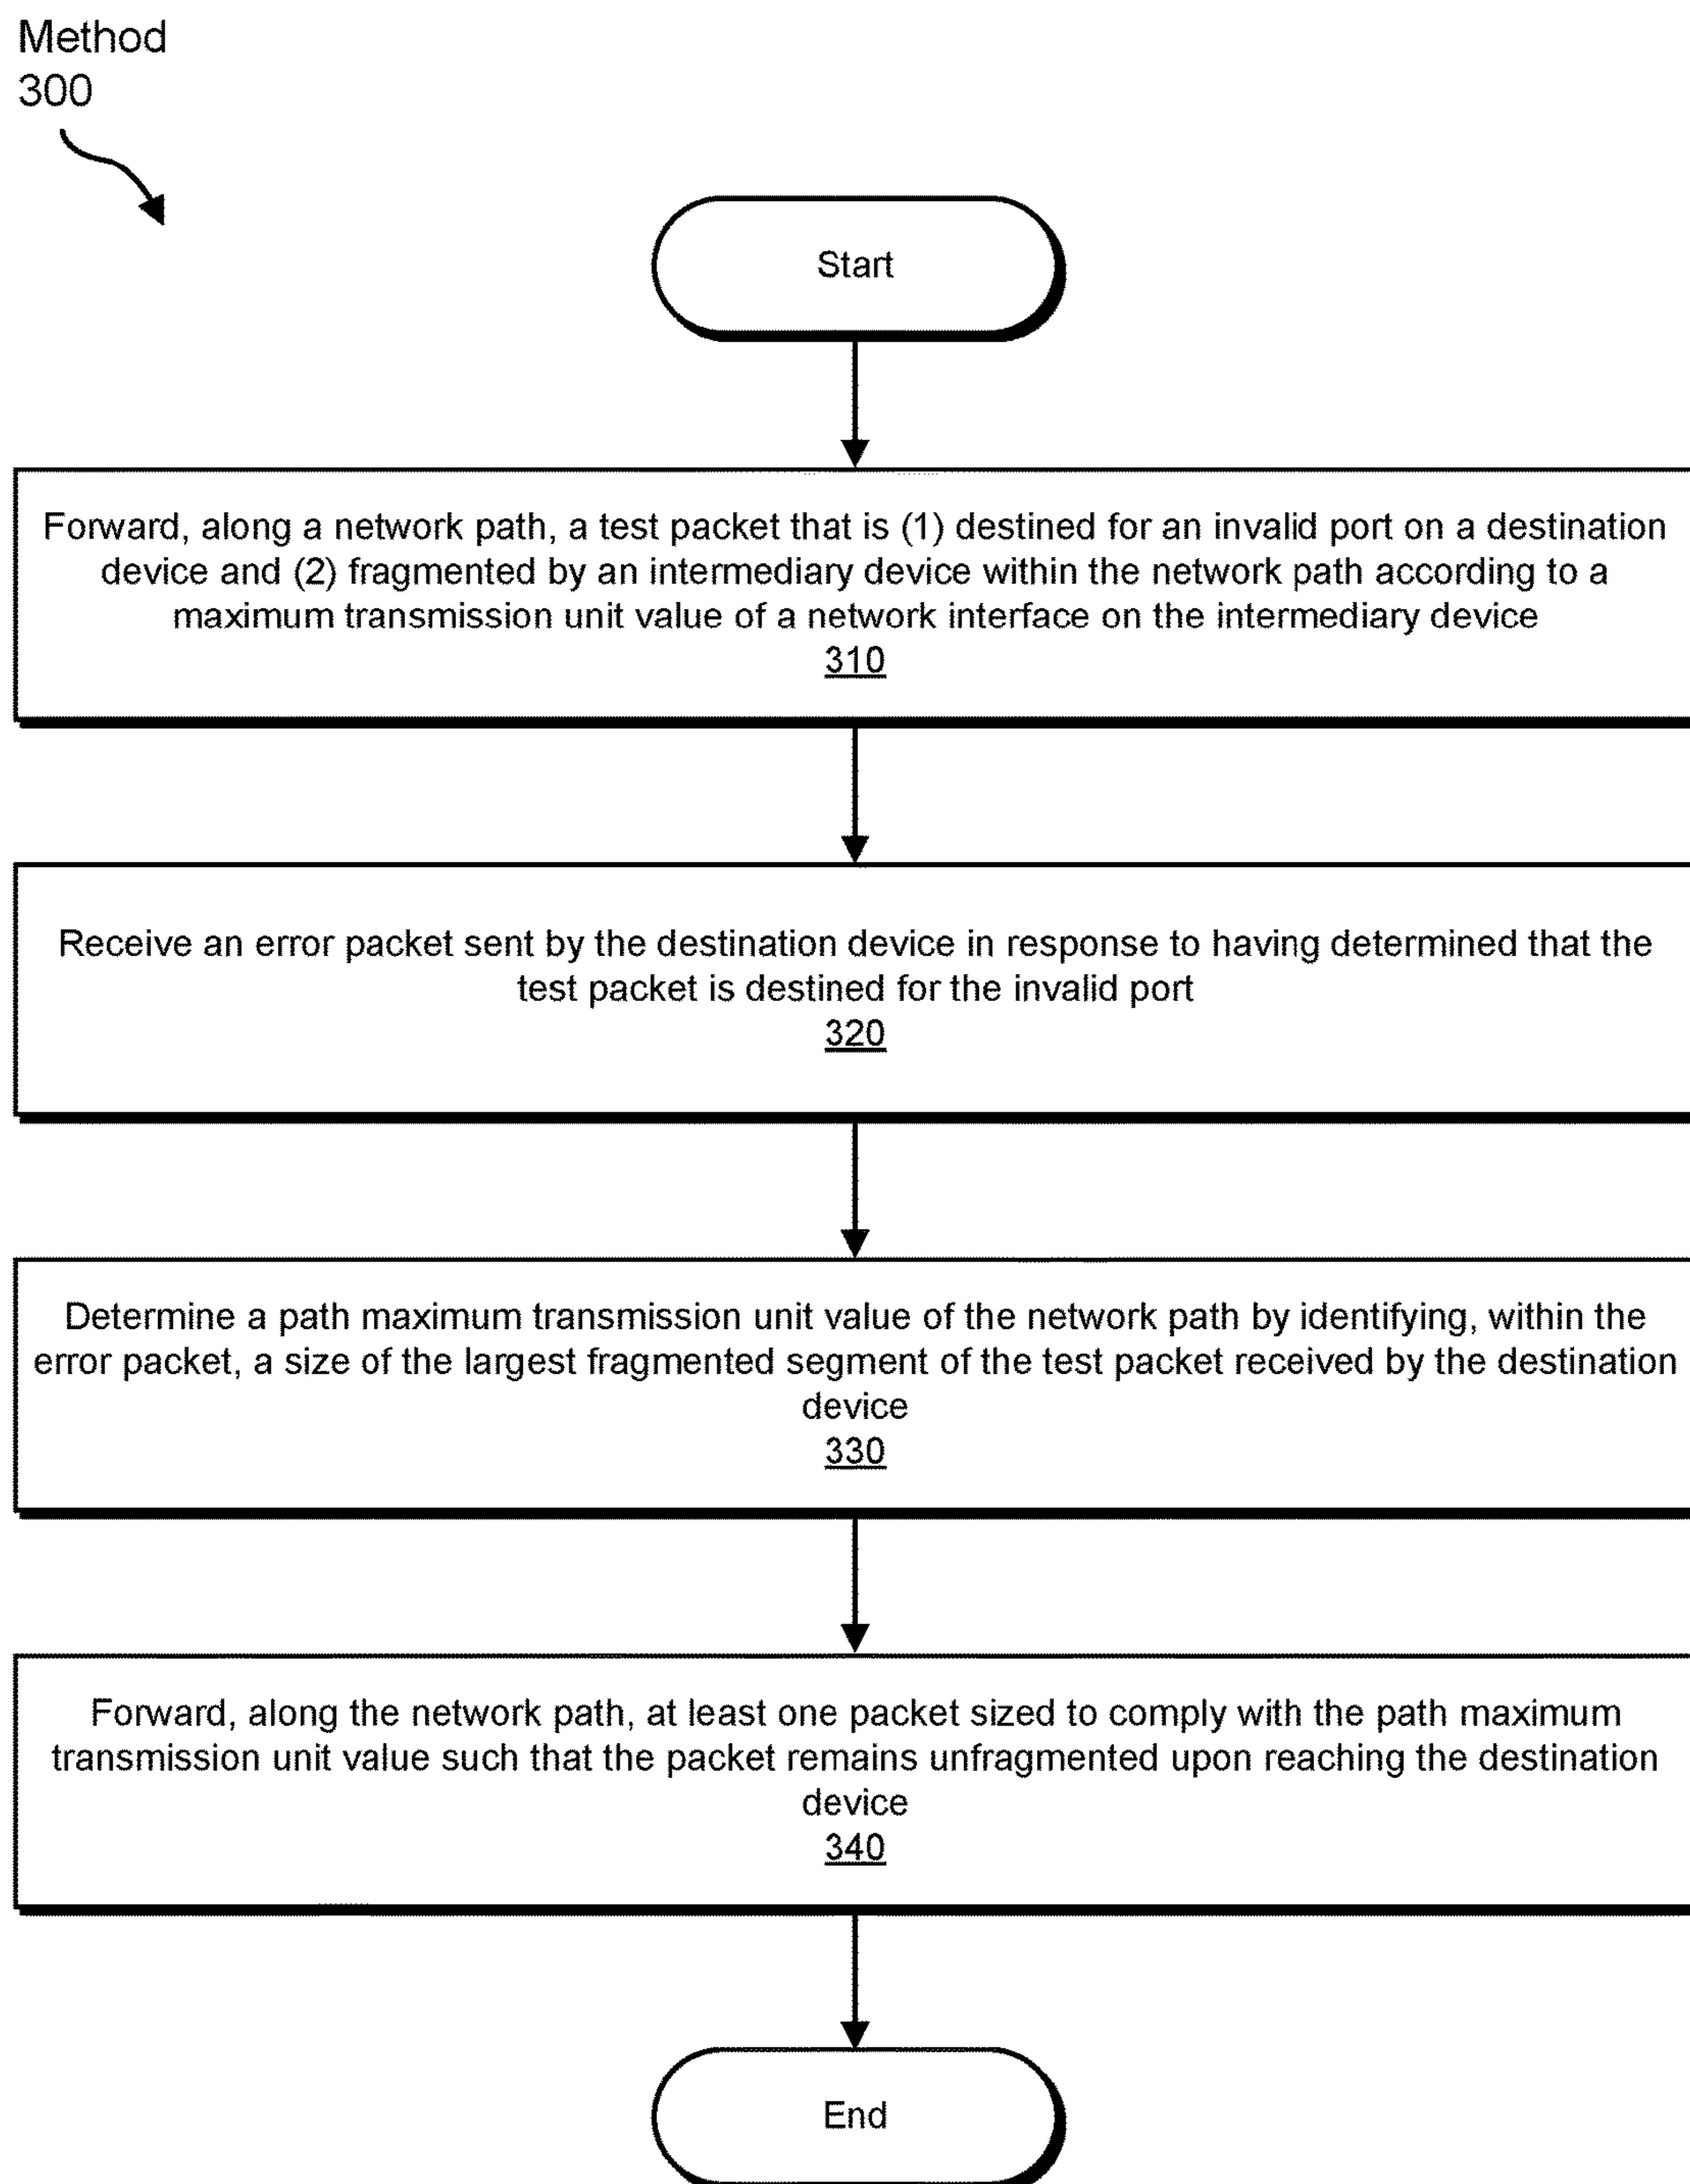 Method
300
Start
Forward, along a network path, a test packet that is (1) destined for an invalid port on a destination
device and (2) fragmented by an intermediary device within the network path according to a
maximum transmission unit value of a network interface on the intermediary device
310
Receive an error packet sent by the destination device in response to having determined that the
test packet is destined for the invalid port
320
Determine a path maximum transmission unit value of the network path by identifying, within the
error packet, a size of the largest fragmented segment of the test packet received by the destination
device
330
Forward, along the network path, at least one packet sized to comply with the path maximum
transmission unit value such that the packet remains unfragmented upon reaching the destination
device
340
End